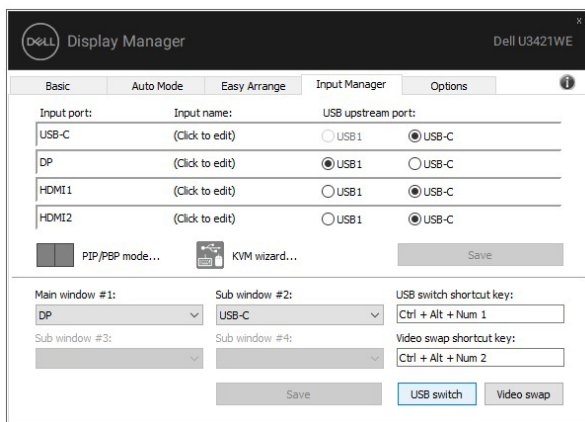 DELL Display Manager Dell U3421WE
x
Basic Auto Mode Easy Arrange Input Manager Options i
Input port: Input name: USB upstream port:
USB-C (Click to edit) USB1 USB-C
DP (Click to edit) USB1 USB-C
HDMI1 (Click to edit) USB1 USB-C
HDMI2 (Click to edit) USB1 USB-C
PIP/PBP mode... KVM wizard... Save
Main window #1: Sub window #2: USB switch shortcut key:
DP USB-C Ctrl + Alt + Num 1
Sub window #3: Sub window #4: Video swap shortcut key:
Ctrl + Alt + Num 2
Save USB switch Video swap